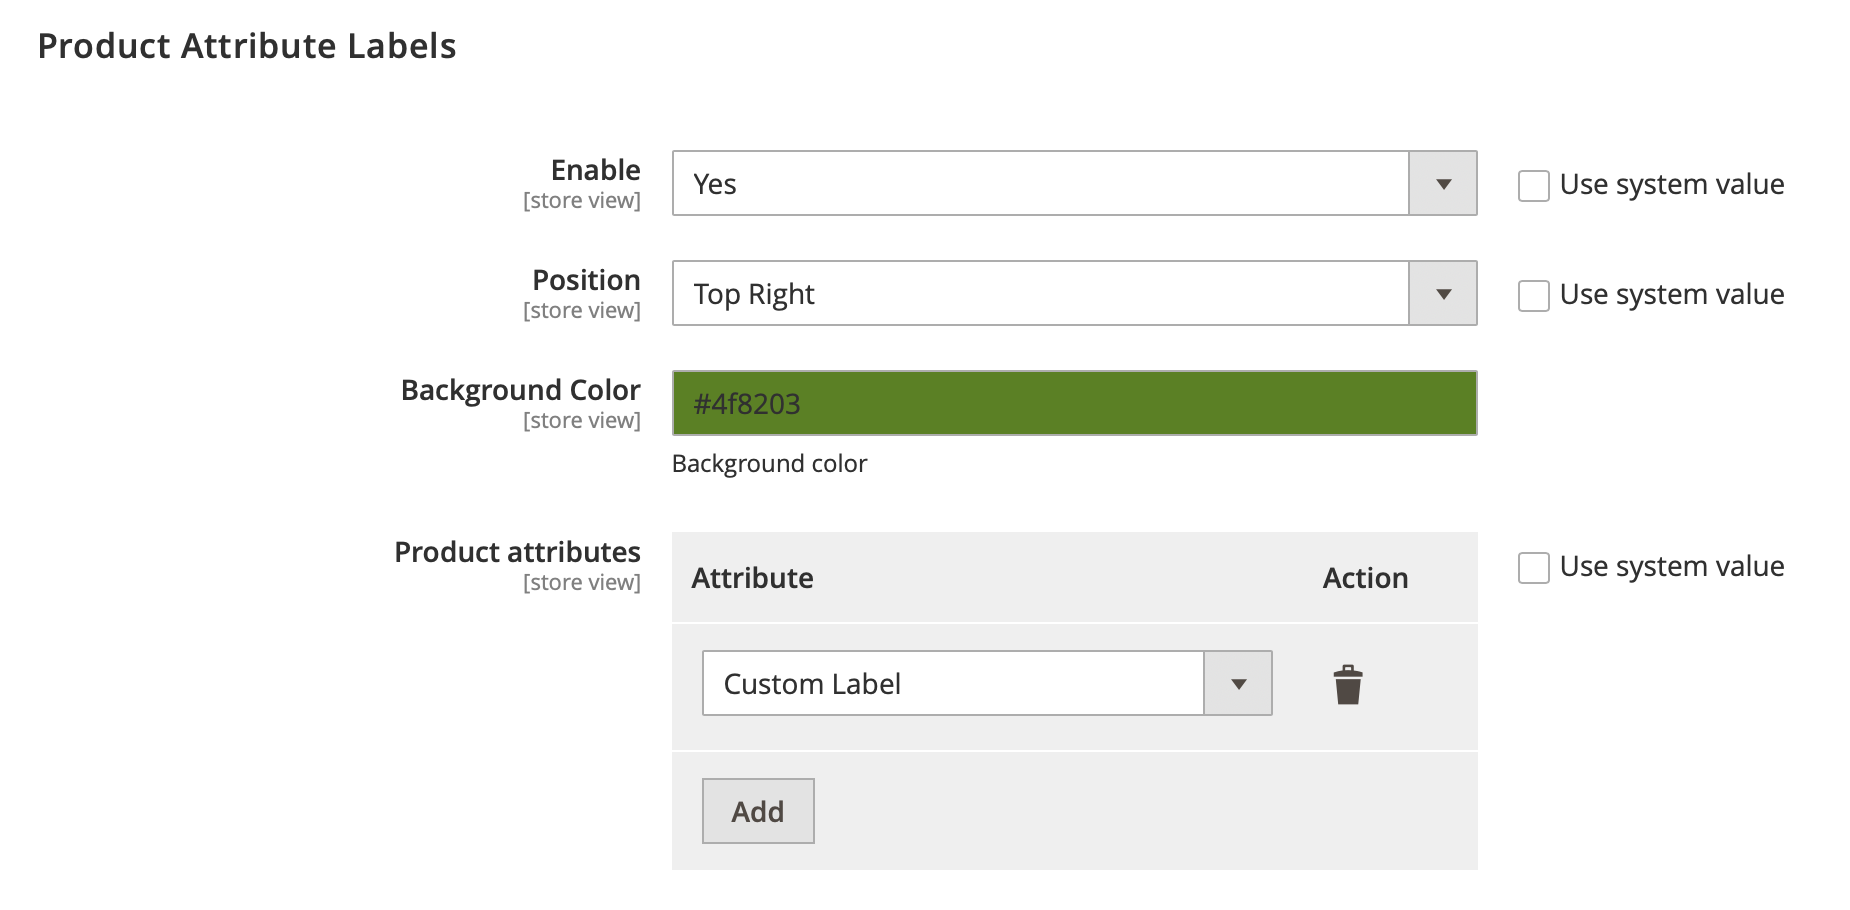 Product Attribute Labels
Enable
[store view]
Yes
Use system value
Position
[store view]
Top Right
Use system value
Background Color
[store view]
#4f8203
Background color
Product attributes
[store view]
Attribute Action
Use system value
Custom Label
Add